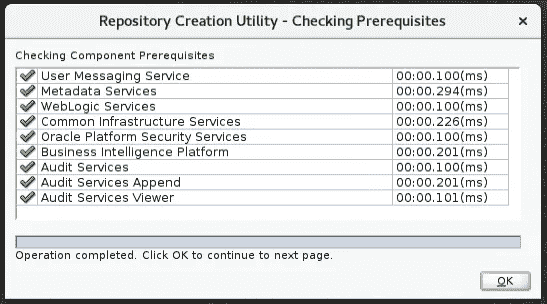 Repository Creation Utility - Checking Prerequisites
Checking Component Prerequisites
User Messaging Service 00:00.100(ms)
Metadata Services 00:00.294(ms)
WebLogic Services 00:00.100(ms)
Common Infrastructure Services 00:00.226(ms)
Oracle Platform Security Services 00:00.100(ms)
Business Intelligence Platform 00:00.201(ms)
Audit Services 00:00.100(ms)
Audit Services Append 00:00.201(ms)
Audit Services Viewer 00:00.101(ms)
Operation completed. Click OK to continue to next page.
OK